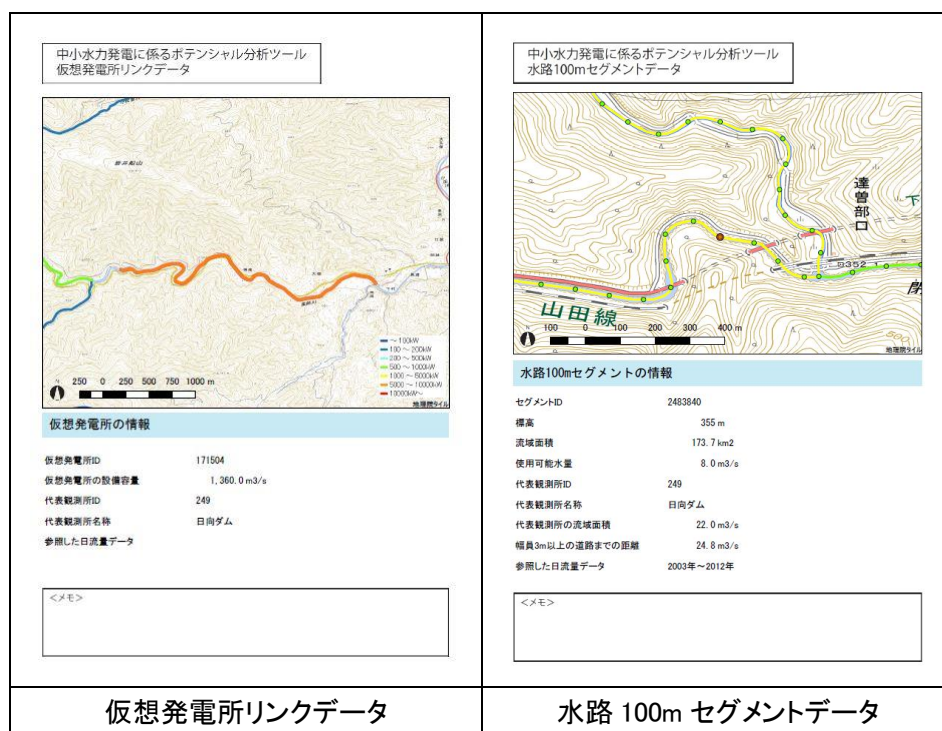 中小水力発電に係るポテンシャル分析ツール
仮想発電所リンクデータ
～100kW
100～200kW
200～500kW
500～1000kW
1000～5000kW
5000～10000kW
10000kW～
250 0 250 500 750 1000 m
地理院タイル
仮想発電所の情報
仮想発電所ID 171504
仮想発電所の設備容量 1,360.0 m3/s
代表観測所ID 249
代表観測所名称 日向ダム
参照した日流量データ
<メモ>
仮想発電所リンクデータ
中小水力発電に係るポテンシャル分析ツール
水路100mセグメントデータ
達曽部口
下
352
山田線
100 0 100 200 300 400 m
地理院タイル
水路100mセグメントの情報
セグメントID 2483840
標高 355 m
流域面積 173.7 km2
使用可能水量 8.0 m3/s
代表観測所ID 249
代表観測所名称 日向ダム
代表観測所の流域面積 22.0 m3/s
幅員3m以上の道路までの距離 24.8 m3/s
参照した日流量データ 2003年～2012年
<メモ>
水路 100m セグメントデータ